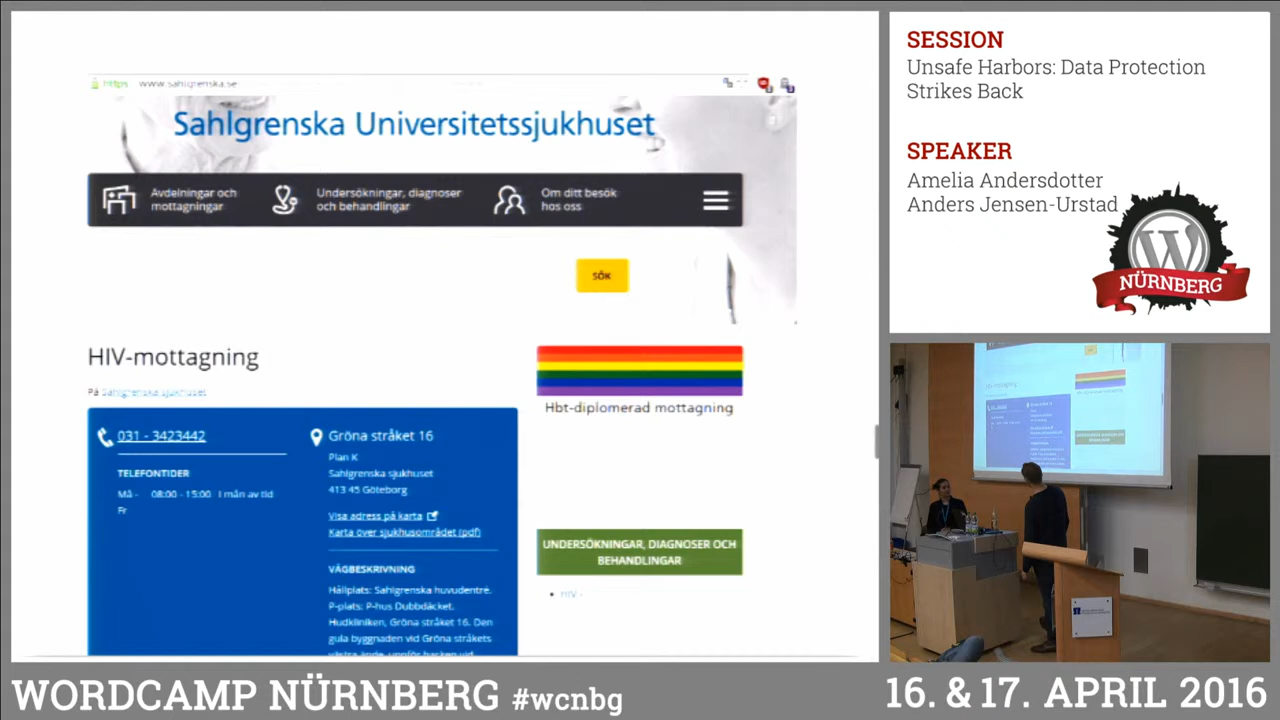 https www.sahlgrenska.se
Sahlgrenska Universitetssjukhuset
Avdelningar och
mottagningar
Undersökningar, diagnoser
och behandlingar
Om ditt besök
hos oss
SÖK
HIV-mottagning
På Sahlgrenska sjukhuset
Hbt-diplomerad mottagning
031 - 3423442
TELEFONTIDER
Må - 08:00 - 15:00 I mån av tid
Fr
Gröna stråket 16
Plan K
Sahlgrenska sjukhuset
413 45 Göteborg
Visa adress på karta
Karta över sjukhusområdet (pdf)
VÄGBESKRIVNING
Hållplats: Sahlgrenska huvudentré.
P-plats: P-hus Dubbdäcket.
Hudkliniken, Gröna stråket 16. Den
gula byggnaden vid Gröna stråkets
UNDERSÖKNINGAR, DIAGNOSER OCH
BEHANDLINGAR
• HIV -
SESSION
Unsafe Harbors: Data Protection
Strikes Back
SPEAKER
Amelia Andersdotter
Anders Jensen-Urstad
W
NÜRNBERG
WORDCAMP NÜRNBERG #wcnbg
16. & 17. APRIL 2016